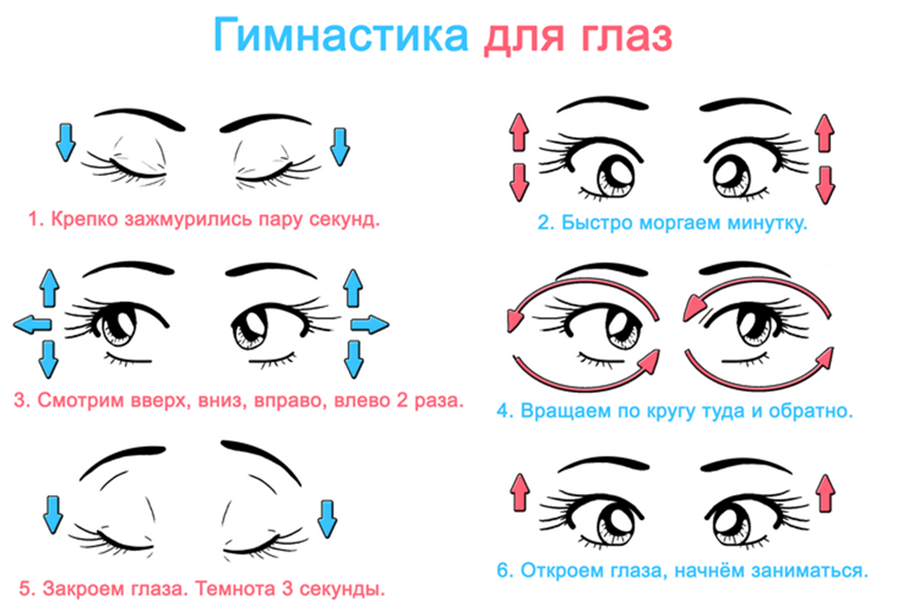 Гимнастика для глаз
1. Крепко зажмурились пару секунд.
2. Быстро моргаем минутку.
3. Смотрим вверх, вниз, вправо, влево 2 раза.
4. Вращаем по кругу туда и обратно.
5. Закроем глаза. Темнота 3 секунды.
6. Откроем глаза, начнём заниматься.